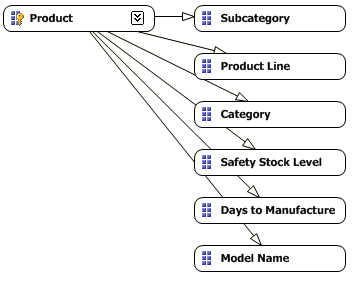 Product
Subcategory
Product Line
Category
Safety Stock Level
Days to Manufacture
Model Name